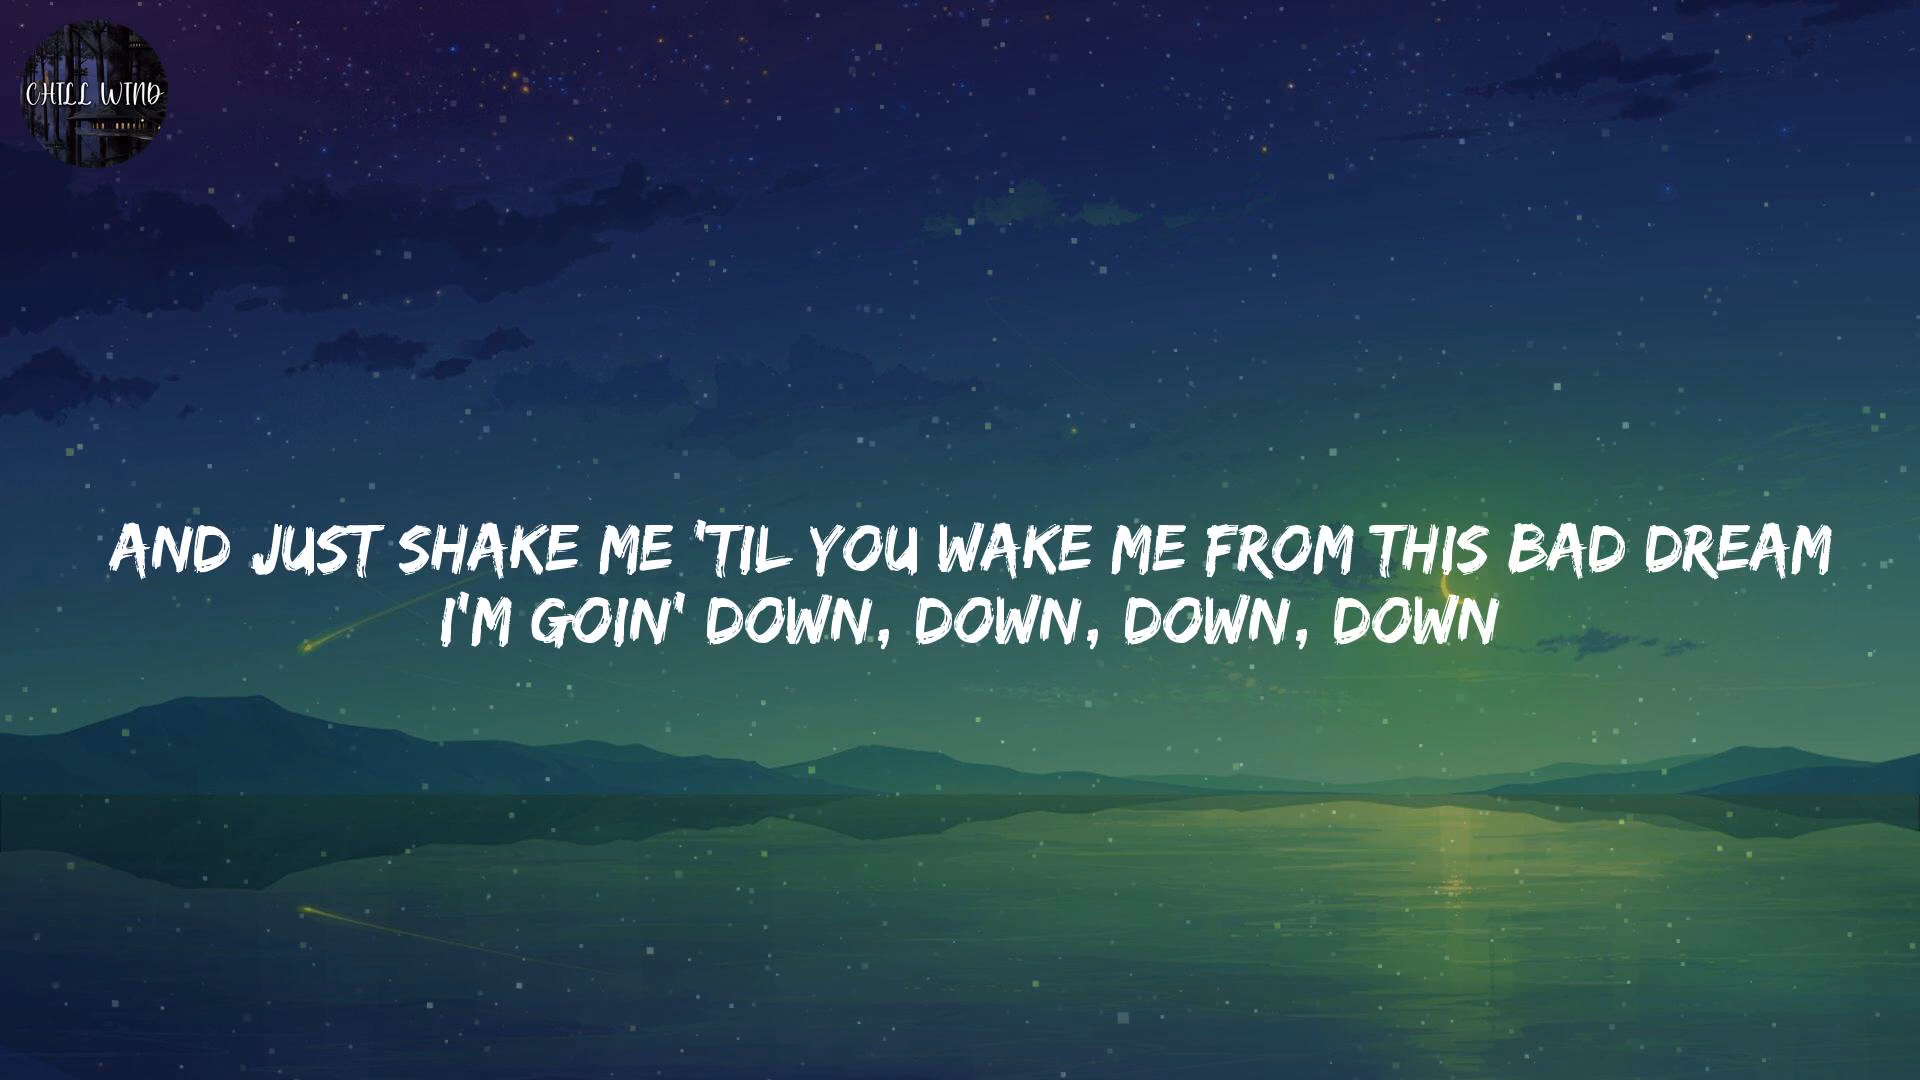 CHILL WIND
AND JUST SHAKE ME 'TIL YOU WAKE ME FROM THIS BAD DREAM
I'M GOIN' DOWN, DOWN, DOWN, DOWN